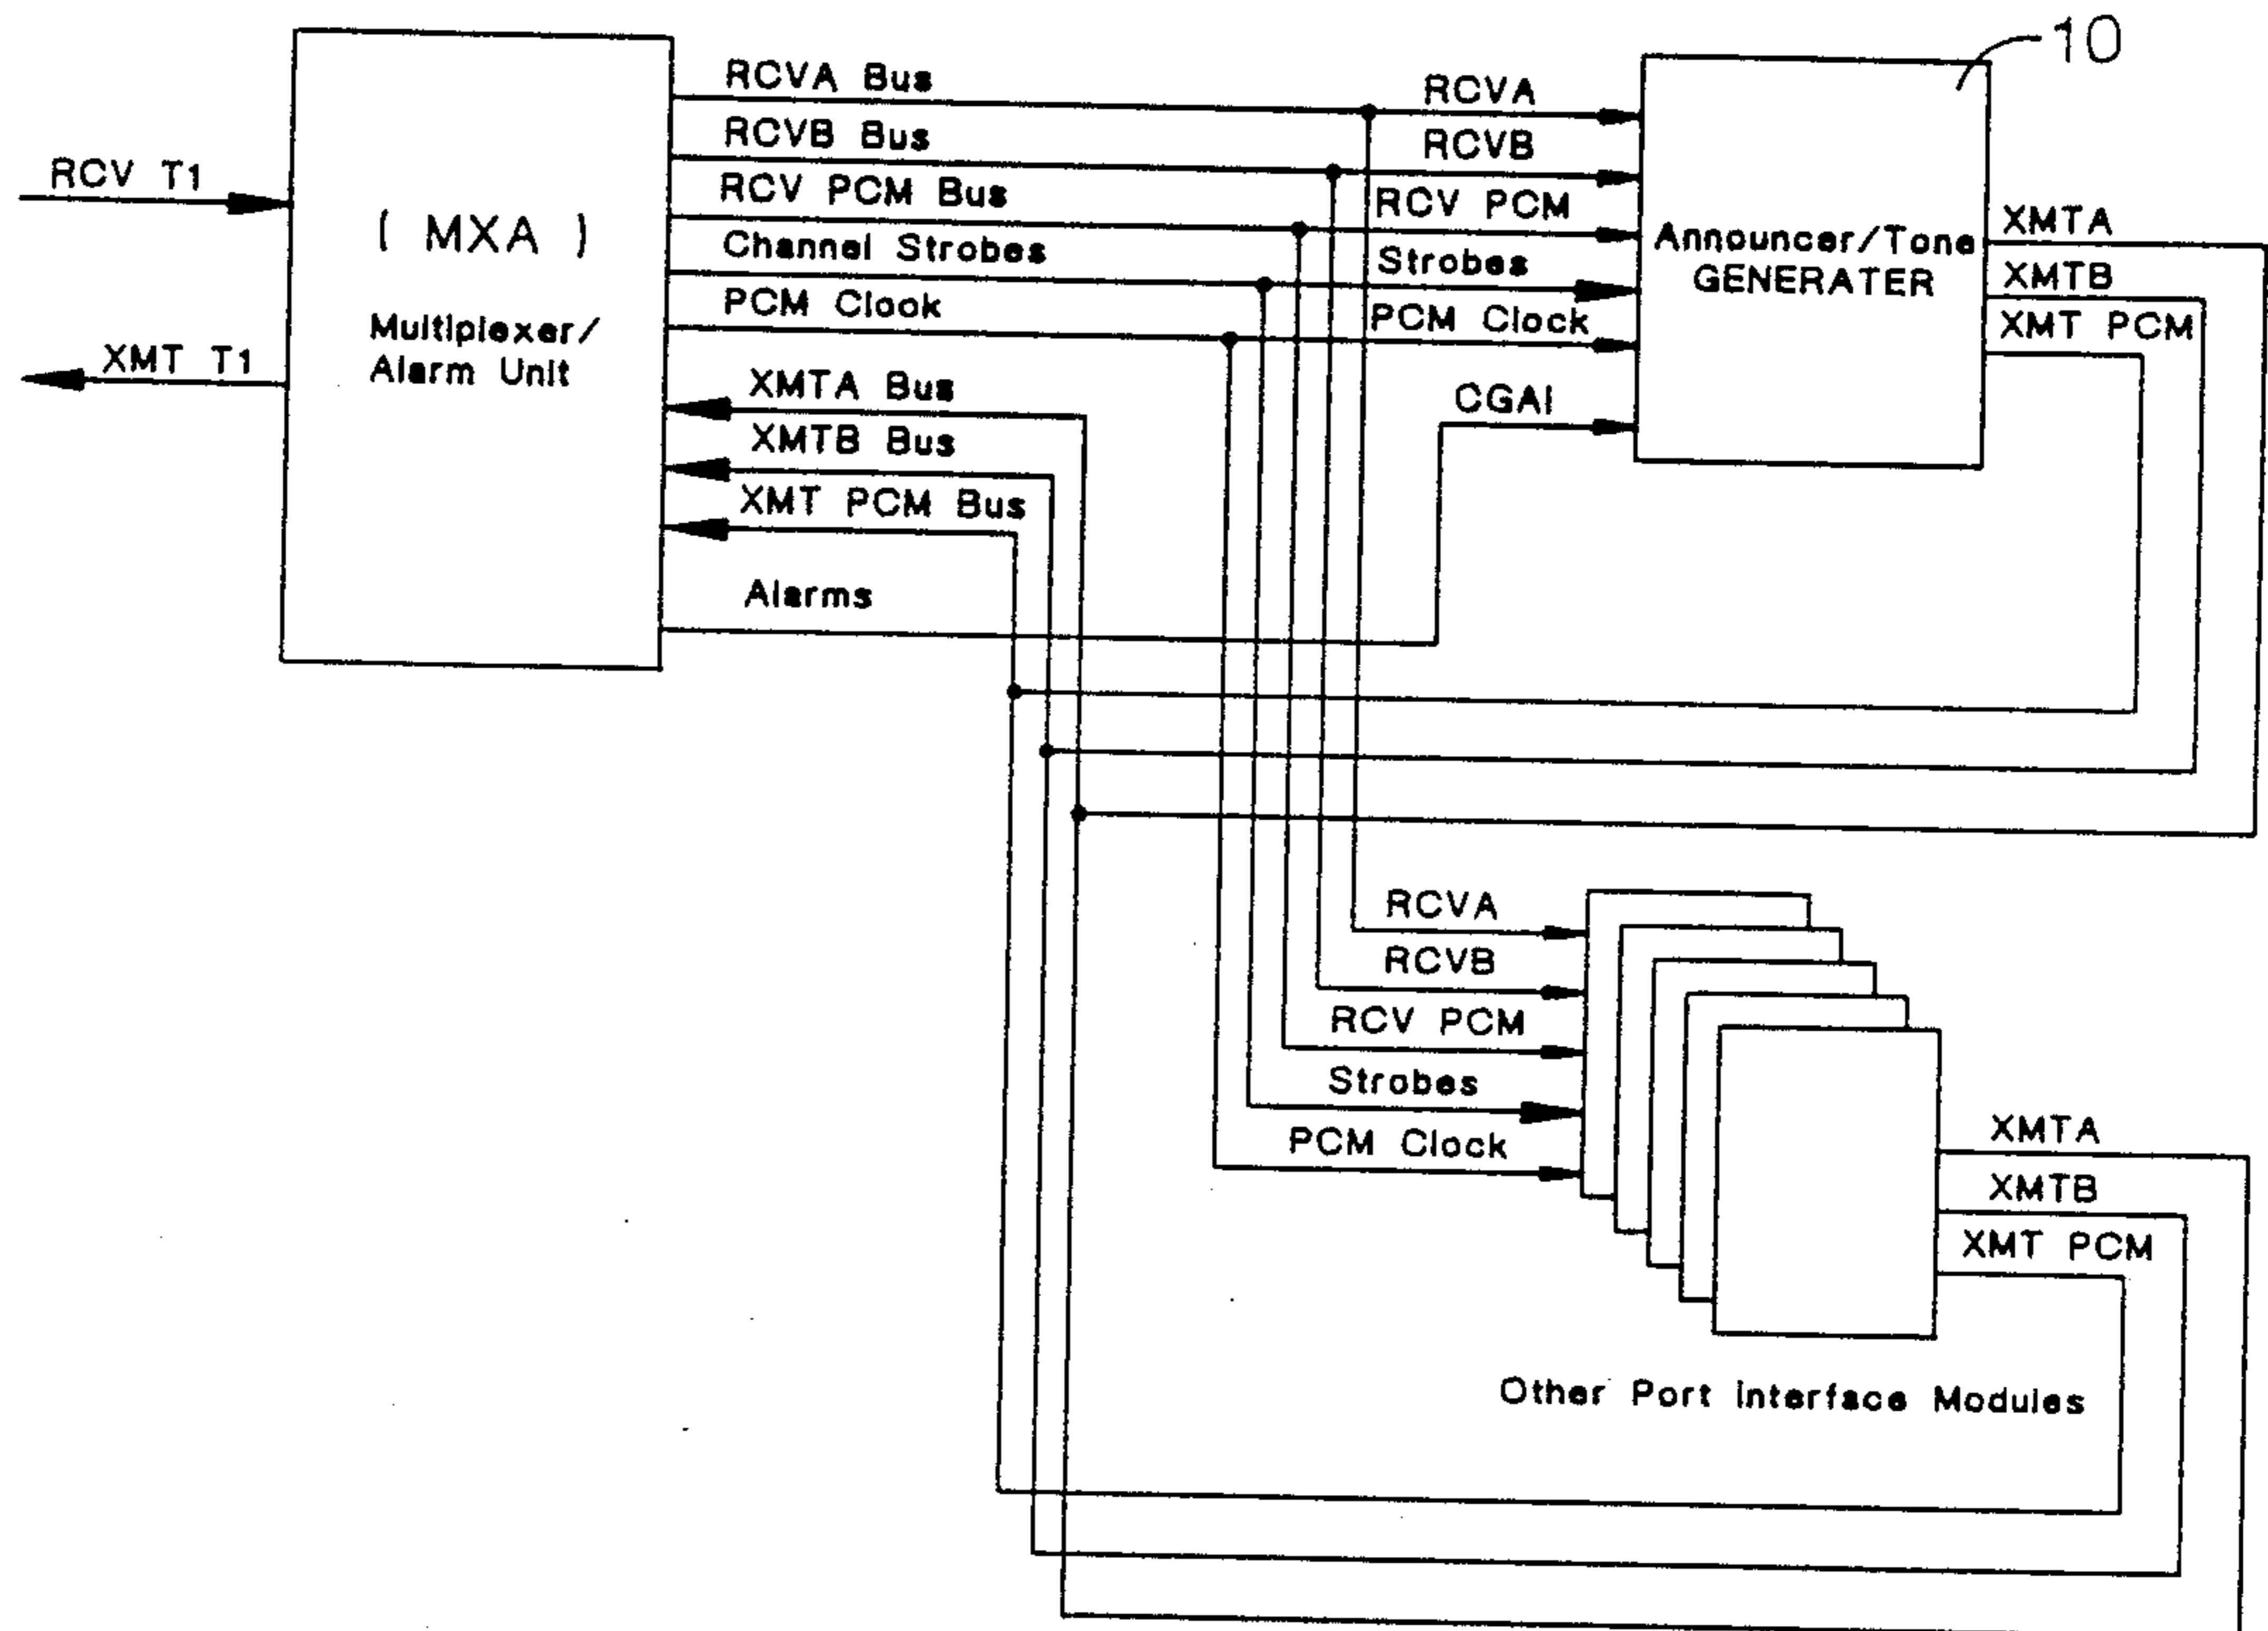 10
RCVA Bus
RCVA
RCVB Bus
RCVB
RCV T1
RCV PCM Bus
RCV PCM
( MXA )
Channel Strobes
Strobes
Announcer/Tone
GENERATER
XMTA
XMTB
XMT PCM
PCM Clook
PCM Clock
Multiplexer/
Alarm Unit
XMT T1
XMTA Bus
CGAI
XMTB Bus
XMT PCM Bus
Alarms
RCVA
RCVB
RCV PCM
Strobes
PCM Clock
XMTA
XMTB
XMT PCM
Other Port Interface Modules